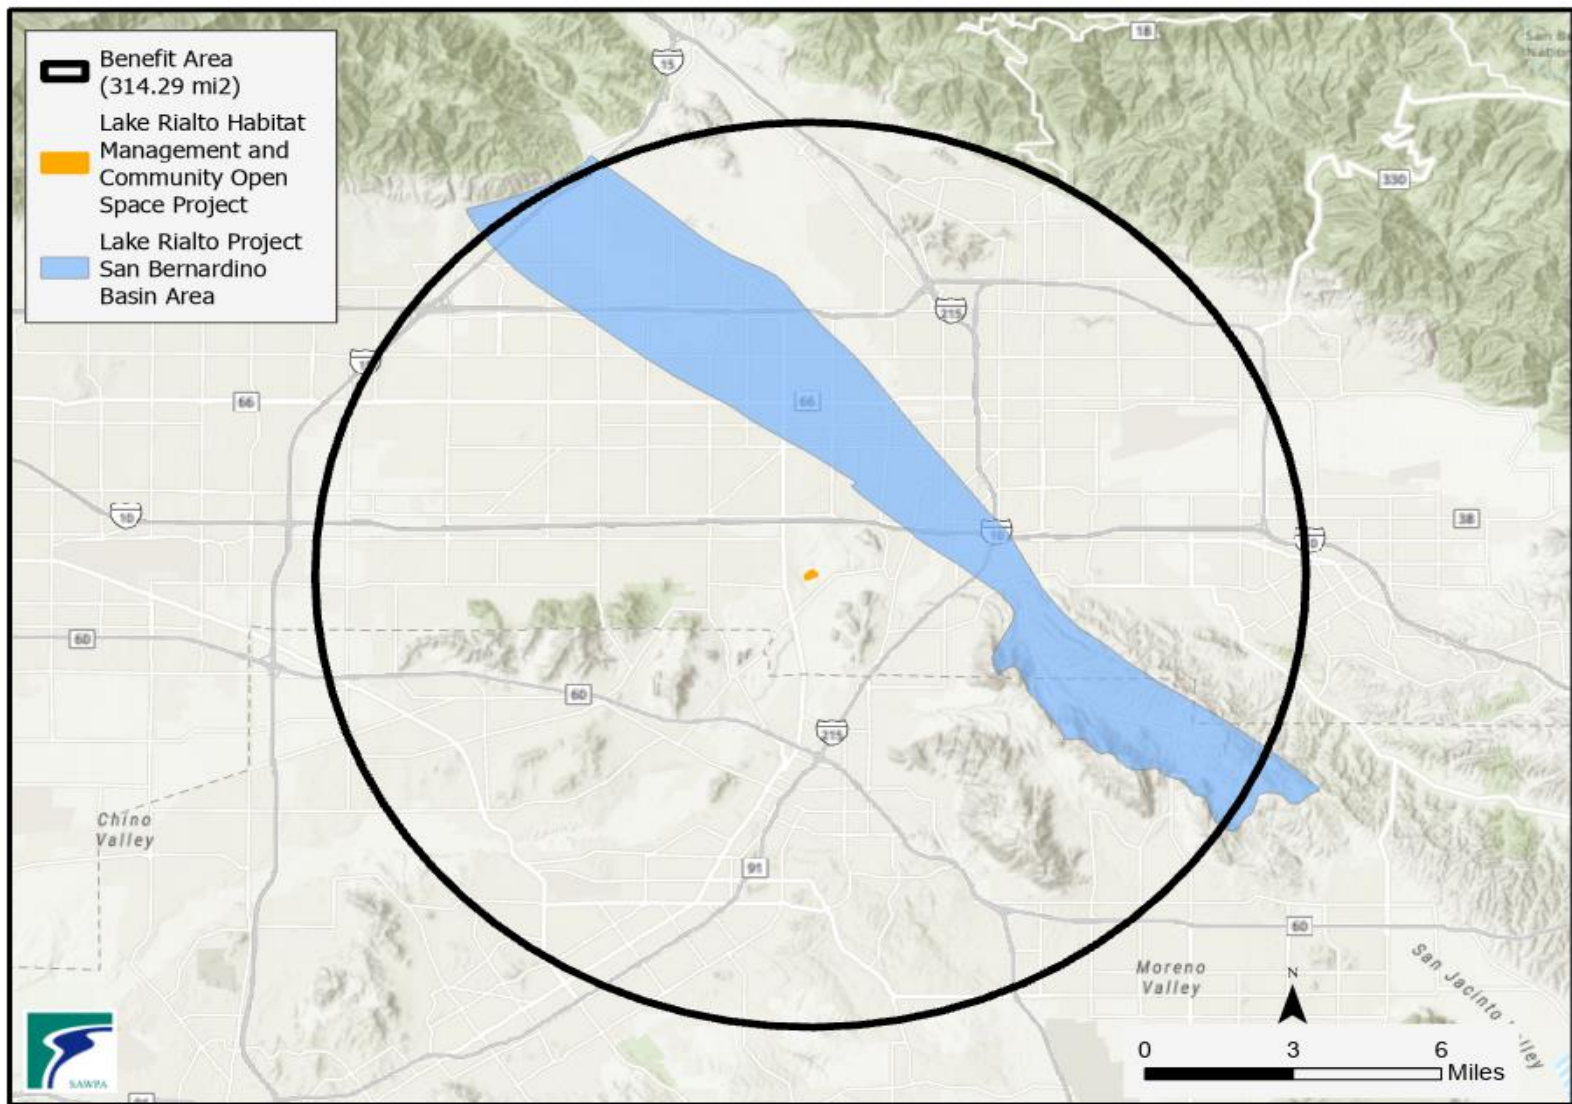 Benefit Area
(314.29 mi2)
Lake Rialto Habitat
Management and
Community Open
Space Project
Lake Rialto Project
San Bernardino
Basin Area
15
18
330
215
66
66
10
10
38
60
60
215
91
60
Chino
Valley
Moreno
Valley
San Jacinto
N
0 3 6
Miles
SAWPA